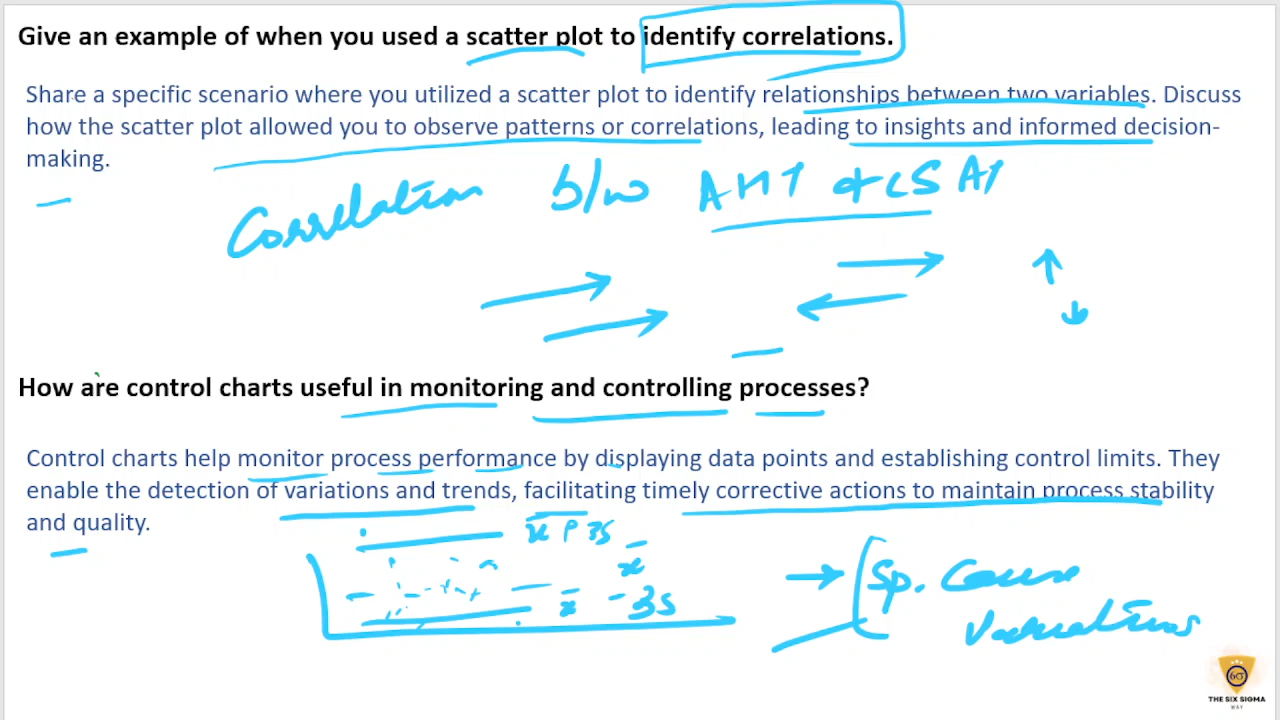 Give an example of when you used a scatter plot to identify correlations.
Share a specific scenario where you utilized a scatter plot to identify relationships between two variables. Discuss
how the scatter plot allowed you to observe patterns or correlations, leading to insights and informed decision-
making.
Correlation b/w AHT & CSAT
How are control charts useful in monitoring and controlling processes?
Control charts help monitor process performance by displaying data points and establishing control limits. They
enable the detection of variations and trends, facilitating timely corrective actions to maintain process stability
and quality.
x̄ + 3s
x̄
x̄ - 3s
Sp. Cause
Variations
6σ
THE SIX SIGMA
WAY